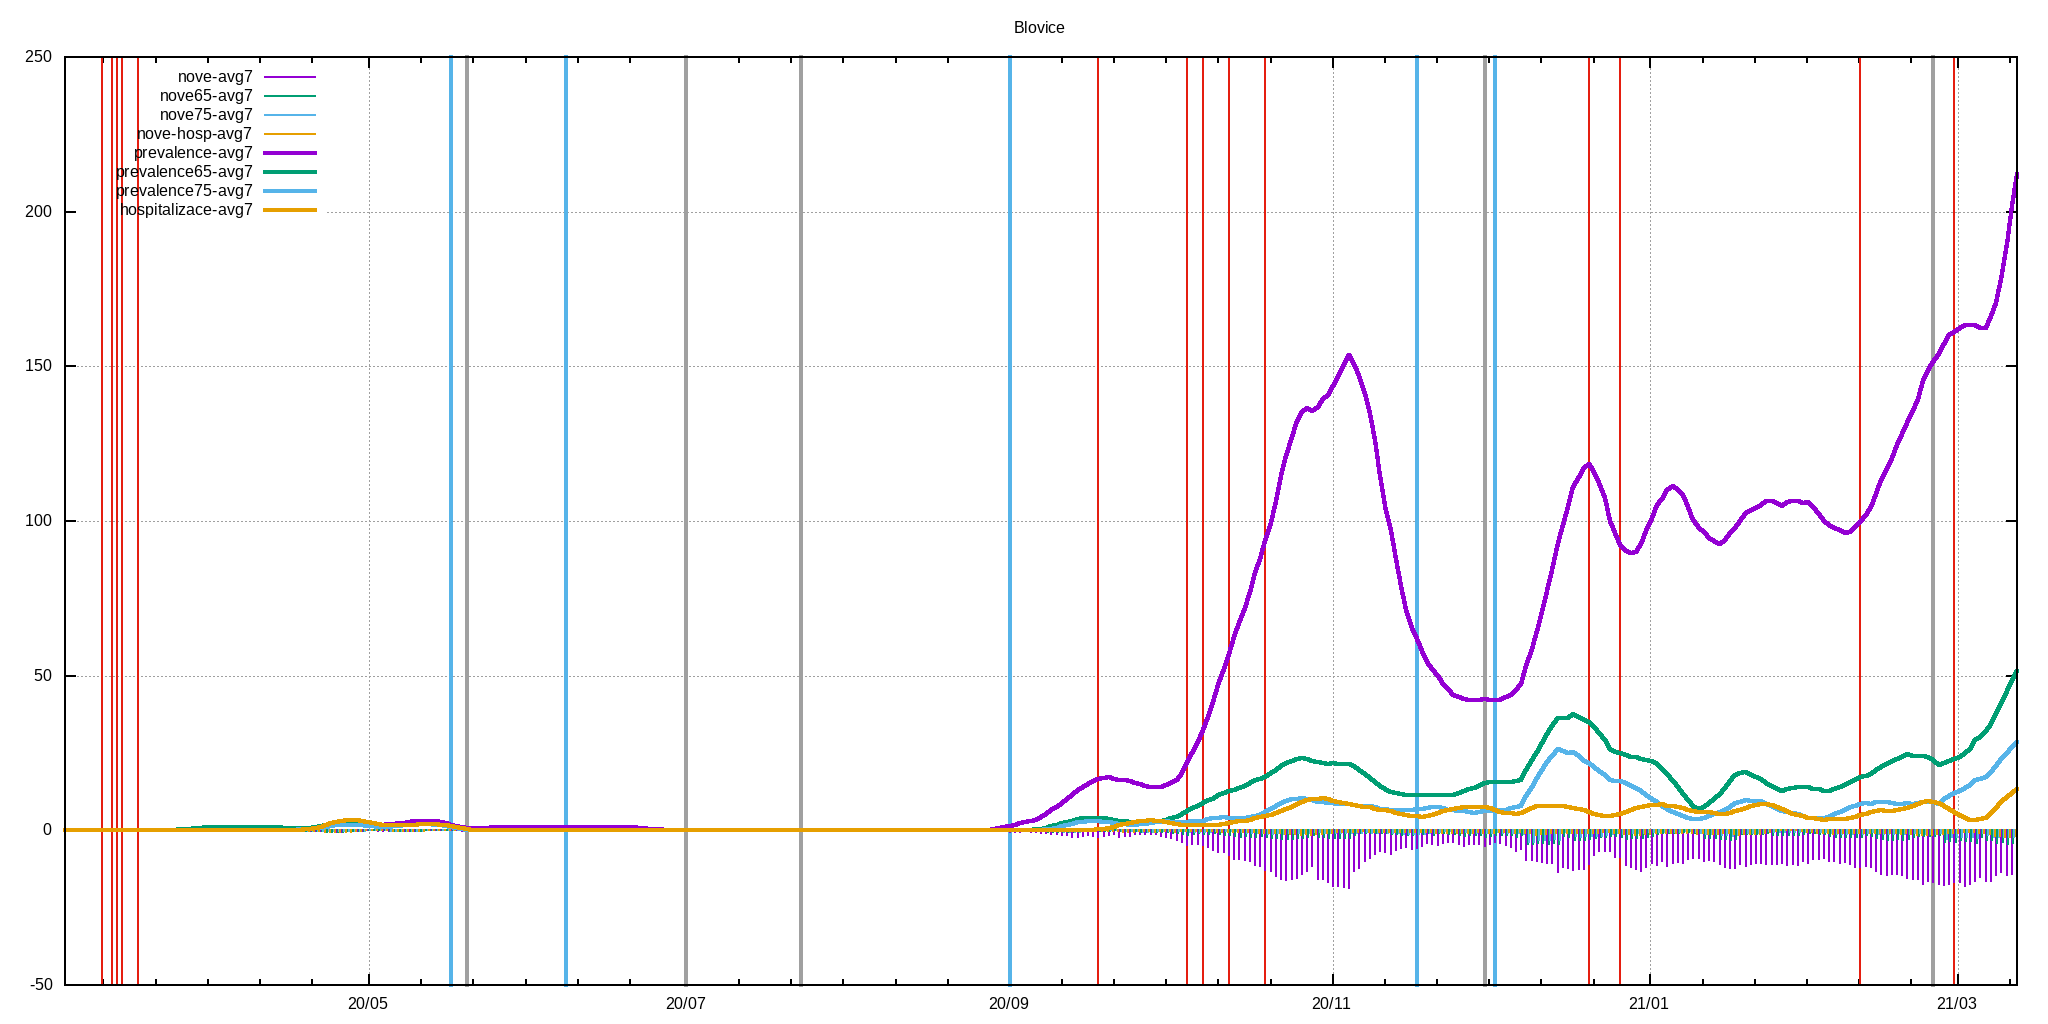 Blovice
250
200
150
100
50
0
-50
nove-avg7
nove65-avg7
nove75-avg7
nove-hosp-avg7
prevalence-avg7
prevalence65-avg7
prevalence75-avg7
hospitalizace-avg7
20/05 20/07 20/09 20/11 21/01 21/03